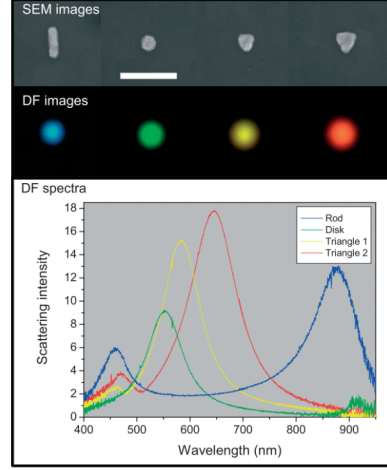 SEM images
DF images
DF spectra
18
16
14
12
10
8
6
4
2
0
Scattering intensity
Rod
Disk
Triangle 1
Triangle 2
400 500 600 700 800 900
Wavelength (nm)